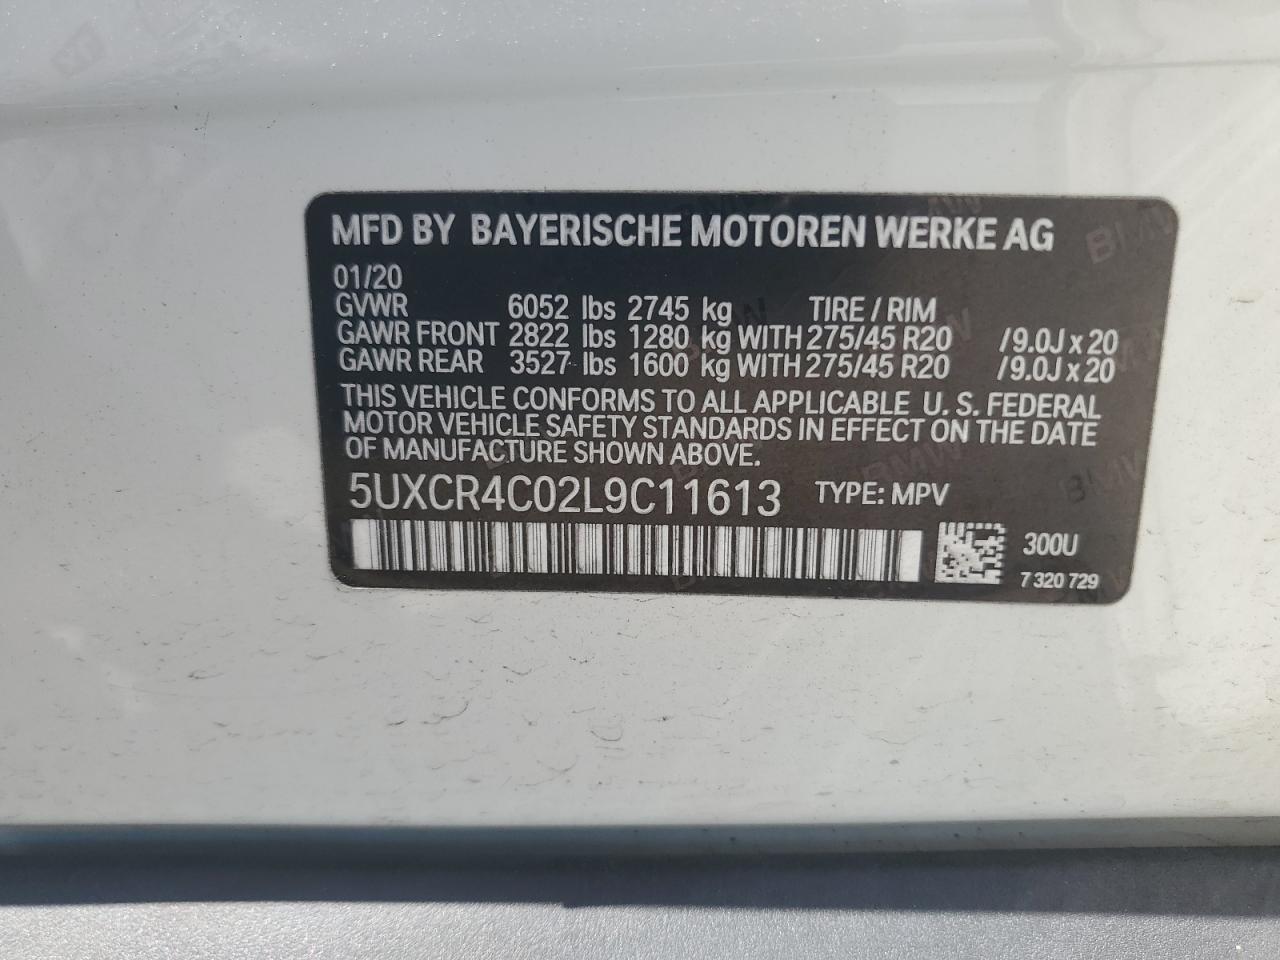 MFD BY BAYERISCHE MOTOREN WERKE AG
01/20
GVWR 6052 lbs 2745 kg TIRE / RIM
GAWR FRONT 2822 lbs 1280 kg WITH 275/45 R20 /9.0J x 20
GAWR REAR 3527 lbs 1600 kg WITH 275/45 R20 /9.0J x 20
THIS VEHICLE CONFORMS TO ALL APPLICABLE U. S. FEDERAL
MOTOR VEHICLE SAFETY STANDARDS IN EFFECT ON THE DATE
OF MANUFACTURE SHOWN ABOVE.
5UXCR4C02L9C11613 TYPE: MPV
300U
7 320 729